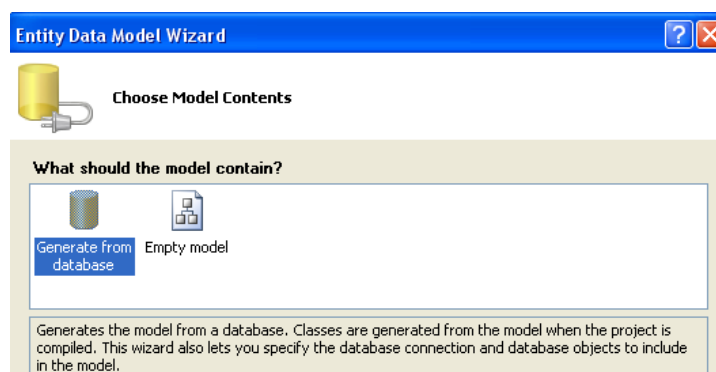 Entity Data Model Wizard
Choose Model Contents
What should the model contain?
Generate from
database
Empty model
Generates the model from a database. Classes are generated from the model when the project is
compiled. This wizard also lets you specify the database connection and database objects to include
in the model.